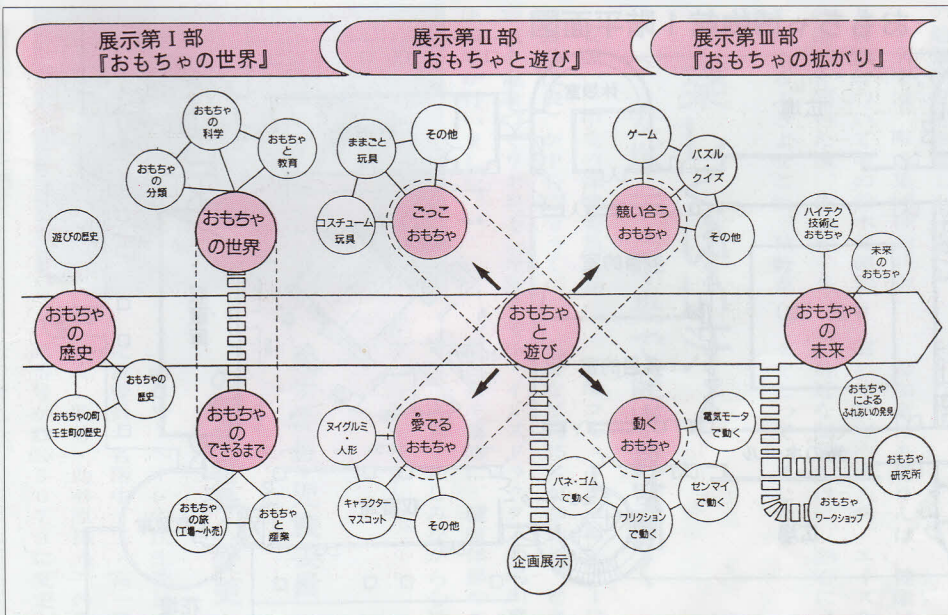 展示第Ⅰ部
『おもちゃの世界』
展示第Ⅱ部
『おもちゃと遊び』
展示第Ⅲ部
『おもちゃの拡がり』
おもちゃ
の
科学
おもちゃ
と
教育
おもちゃ
の
分類
おもちゃ
の世界
遊びの歴史
おもちゃ
の
歴史
おもちゃの
歴史
おもちゃの町
壬生町の歴史
おもちゃ
の
できるまで
おもちゃ
の旅
(工場〜小売)
おもちゃ
と
産業
ままごと
玩具
その他
コスチューム
玩具
ごっこ
おもちゃ
ゲーム
パズル
・
クイズ
競い合う
おもちゃ
その他
おもちゃ
と
遊び
ヌイグルミ
・
人形
愛でる
おもちゃ
キャラクター
マスコット
その他
動く
おもちゃ
電気モータ
で動く
バネ・ゴム
で動く
ゼンマイ
で動く
フリクション
で動く
企画展示
ハイテク
技術と
おもちゃ
未来
の
おもちゃ
おもちゃ
の
未来
おもちゃ
による
ふれあいの発見
おもちゃ
研究所
おもちゃ
ワークショップ